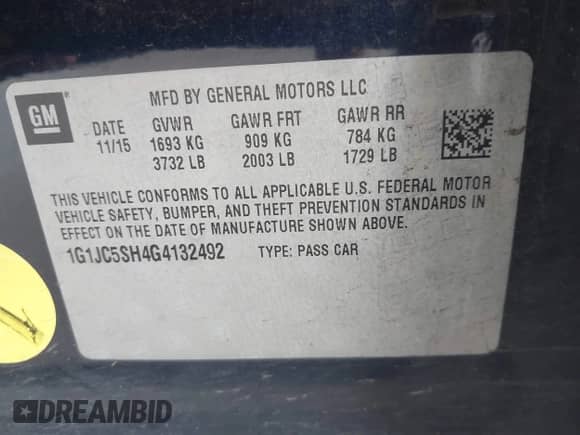 GM
MFD BY GENERAL MOTORS LLC
DATE GVWR GAWR FRT GAWR RR
11/15 1693 KG 909 KG 784 KG
3732 LB 2003 LB 1729 LB
THIS VEHICLE CONFORMS TO ALL APPLICABLE U.S. FEDERAL MOTOR
VEHICLE SAFETY, BUMPER, AND THEFT PREVENTION STANDARDS IN
EFFECT ON THE DATE OF MANUFACTURE SHOWN ABOVE.
1G1JC5SH4G4132492 TYPE: PASS CAR
DREAMBID